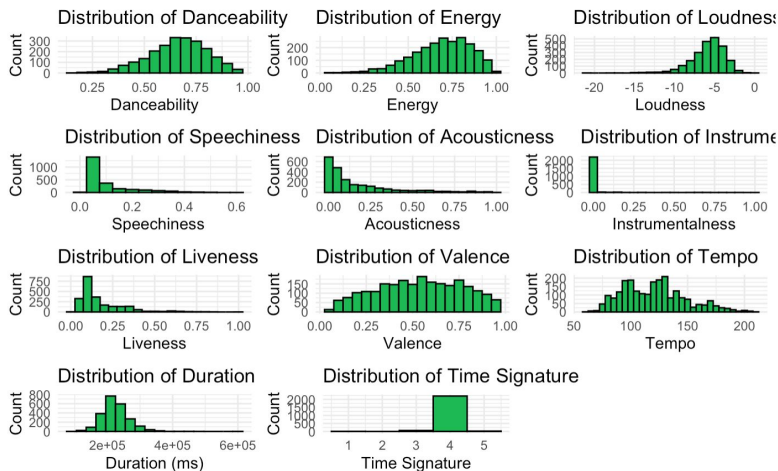 Distribution of Danceability
Count
300
200
100
0
0.25 0.50 0.75 1.00
Danceability
Distribution of Energy
Count
200
100
0
0.00 0.25 0.50 0.75 1.00
Energy
Distribution of Loudness
Count
500
400
300
200
100
0
-20 -15 -10 -5 0
Loudness
Distribution of Speechiness
Count
1000
500
0
0.0 0.2 0.4 0.6
Speechiness
Distribution of Acousticness
Count
600
400
200
0
0.00 0.25 0.50 0.75 1.00
Acousticness
Distribution of Instrume
Count
2000
1500
1000
500
0
0.00 0.25 0.50 0.75 1.00
Instrumentalness
Distribution of Liveness
Count
750
500
250
0
0.00 0.25 0.50 0.75 1.00
Liveness
Distribution of Valence
Count
150
100
50
0
0.00 0.25 0.50 0.75 1.00
Valence
Distribution of Tempo
Count
200
150
100
50
0
50 100 150 200
Tempo
Distribution of Duration
Count
800
600
400
200
0
2e+05 4e+05 6e+05
Duration (ms)
Distribution of Time Signature
Count
2000
1500
1000
500
0
1 2 3 4 5
Time Signature